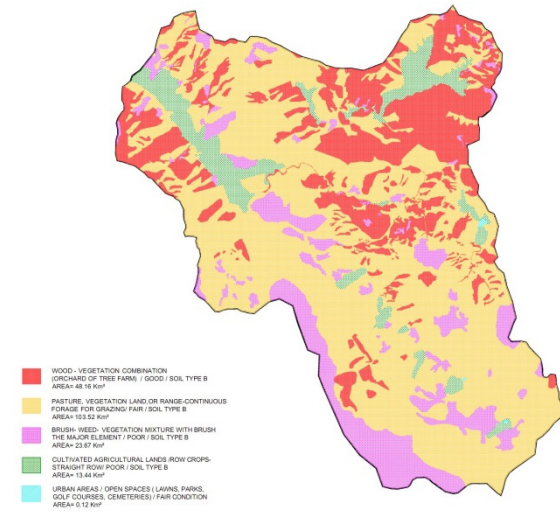 WOOD - VEGETATION COMBINATION
(ORCHARD OF TREE FARM) / GOOD / SOIL TYPE B
AREA= 48.16 Km²
PASTURE, VEGETATION LAND,OR RANGE-CONTINUOUS
FORAGE FOR GRAZING/ FAIR / SOIL TYPE B
AREA= 103.52 Km²
BRUSH- WEED- VEGETATION MIXTURE WITH BRUSH
THE MAJOR ELEMENT / POOR / SOIL TYPE B
AREA= 23.67 Km²
CULTIVATED AGRICULTURAL LANDS /ROW CROPS-
STRAIGHT ROW/ POOR / SOIL TYPE B
AREA= 13.44 Km²
URBAN AREAS / OPEN SPACES ( LAWNS, PARKS,
GOLF COURSES, CEMETERIES) / FAIR CONDITION
AREA= 0.12 Km²